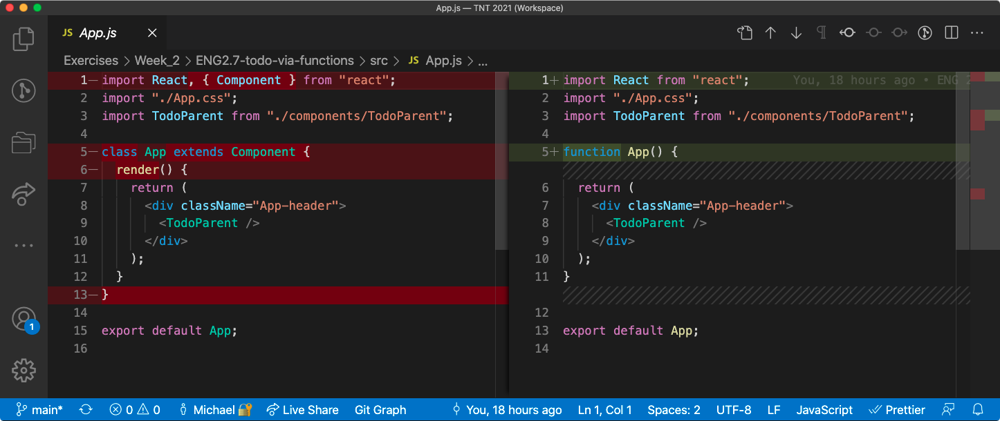 App.js — TNT 2021 (Workspace)
JS App.js
Exercises > Week_2 > ENG2.7-todo-via-functions > src > JS App.js > ...
1— import React, { Component } from "react";
2 import "./App.css";
3 import TodoParent from "./components/TodoParent";
4
5— class App extends Component {
6— render() {
7 return (
8 <div className="App-header">
9 <TodoParent />
10 </div>
11 );
12 }
13— }
14
15 export default App;
16
1+ import React from "react"; You, 18 hours ago • ENG 2
2 import "./App.css";
3 import TodoParent from "./components/TodoParent";
4
5+ function App() {
6 return (
7 <div className="App-header">
8 <TodoParent />
9 </div>
10 );
11 }
12
13 export default App;
14
1
main* 0 0 Michael Live Share Git Graph You, 18 hours ago Ln 1, Col 1 Spaces: 2 UTF-8 LF JavaScript Prettier